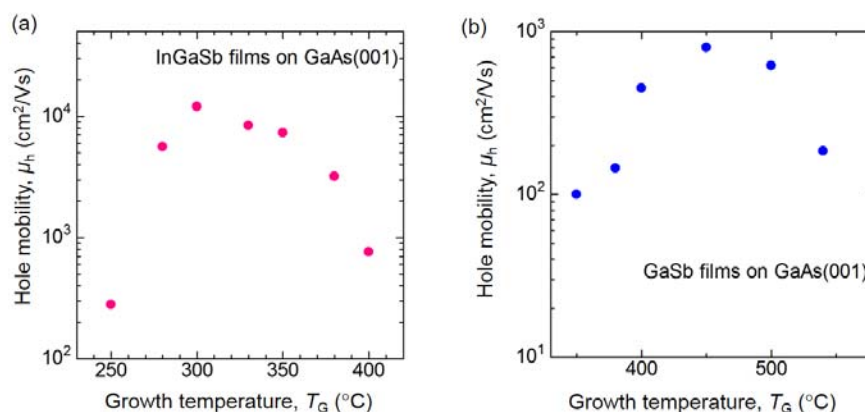 (a)
InGaSb films on GaAs(001)
Hole mobility, μh (cm2/Vs)
10^4
10^3
10^2
250 300 350 400
Growth temperature, TG (°C)
(b)
Hole mobility, μh (cm2/Vs)
10^3
10^2
10^1
GaSb films on GaAs(001)
400 500
Growth temperature, TG (°C)